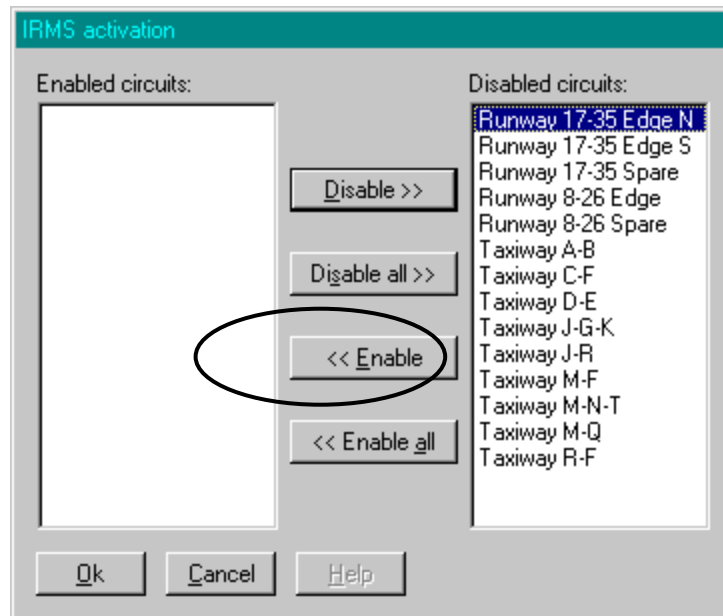 IRMS activation
Enabled circuits:
Disable >>
Disable all >>
<< Enable
<< Enable all
Disabled circuits:
Runway 17-35 Edge N
Runway 17-35 Edge S
Runway 17-35 Spare
Runway 8-26 Edge
Runway 8-26 Spare
Taxiway A-B
Taxiway C-F
Taxiway D-E
Taxiway J-G-K
Taxiway J-R
Taxiway M-F
Taxiway M-N-T
Taxiway M-Q
Taxiway R-F
Ok
Cancel
Help